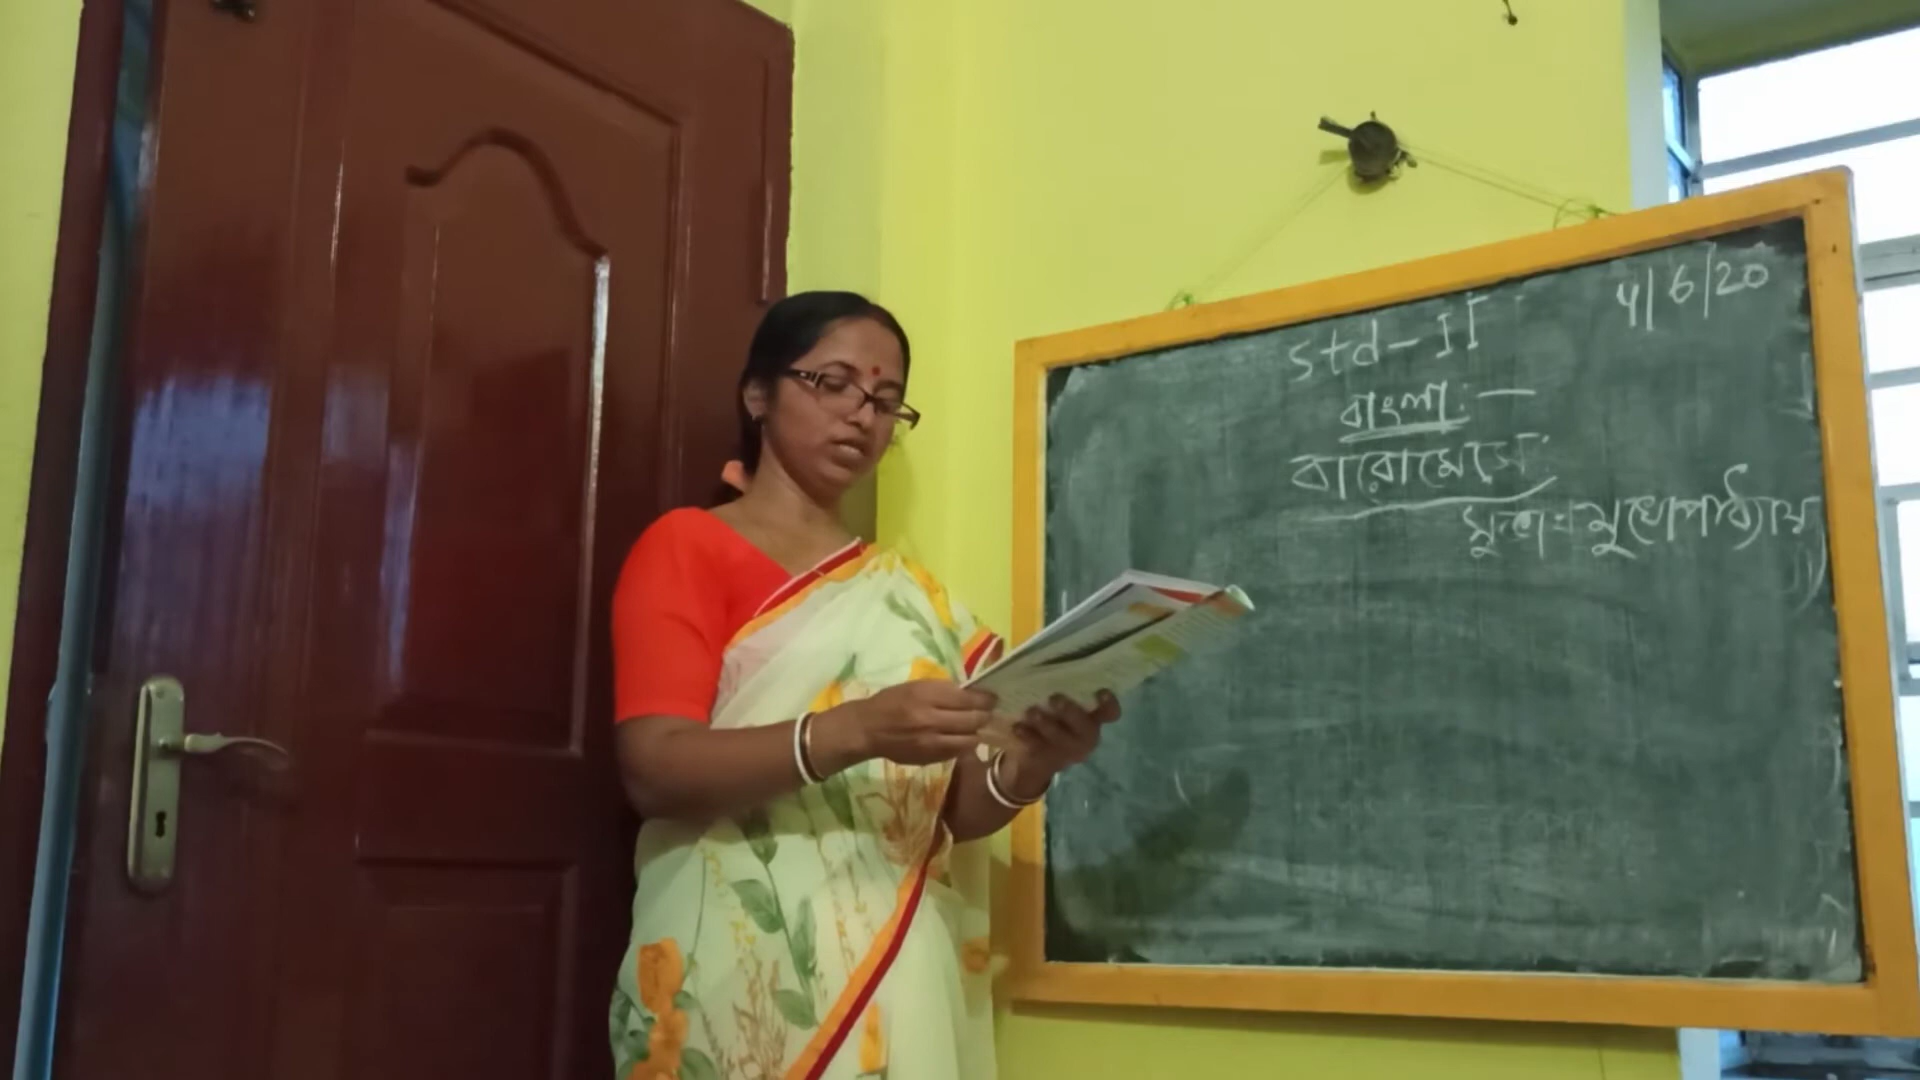 4/6/20
Std - II
বাংলা : —
বারোমেসে :
সুভাষ মুখোপাধ্যায়